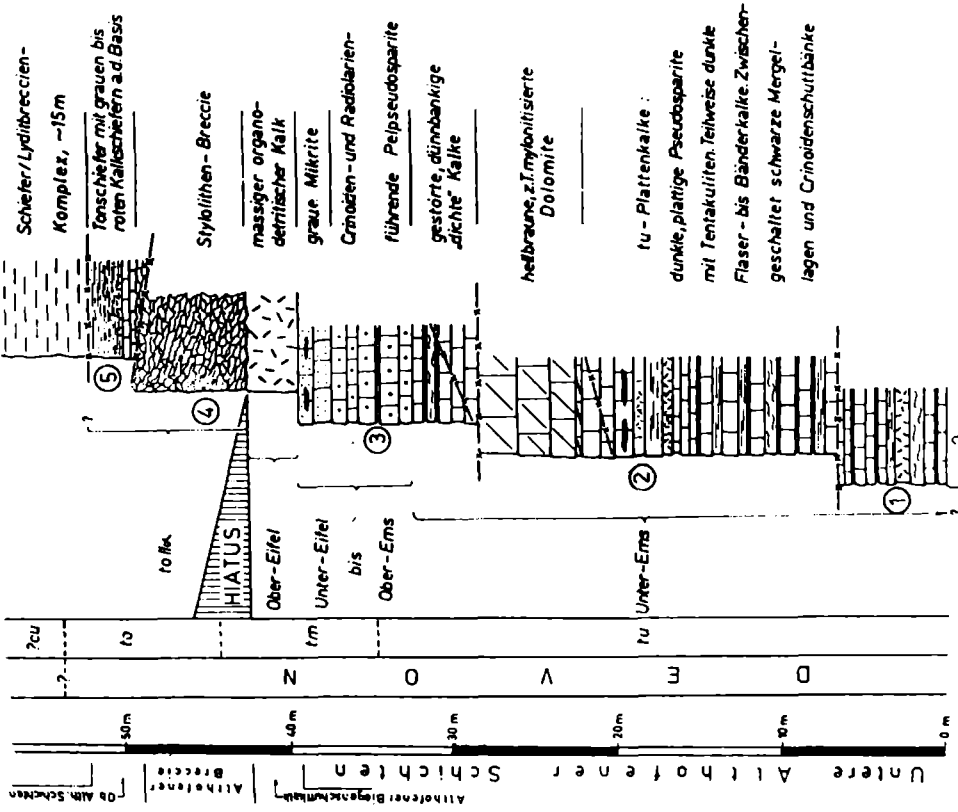 Schiefer/Lyditbreccien-
Komplex, ~15m
Tonschiefer mit grauen bis
roten Kalkschiefern a.d. Basis
Stylolithen-Breccie
massiger organo-
detritischer Kalk
graue Mikrite
Crinoiden- und Radiolarien-
führende Pelpseudosparite
gestörte, dünnbankige
„dichte" Kalke
hellbraune, z.T. mylonitisierte
Dolomite
tu-Plattenkalke:
dunkle, plattige Pseudosparite
mit Tentakuliten. Teilweise dunkle
Flaser- bis Bänderkalke. Zwischen-
geschaltet schwarze Mergel-
lagen und Crinoidenschuttbänke
5
4
3
2
1
?
?
?
HIATUS
Ober-Eifel
Unter-Eifel
bis
Ober-Ems
Unter-Ems
?cu
to
tm
tu
?
DEVON
50m
40m
30m
20m
10m
0m
Ob. Alth. Schichten
Althofener
Breccie
UNTERE Althofener Schichten